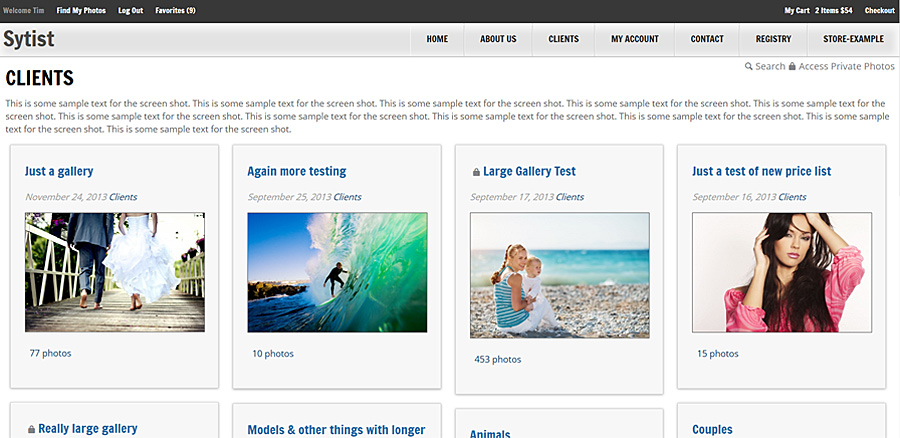 Welcome Tim Find My Photos Log Out Favorites (9) My Cart 2 Items $54 Checkout
Sytist HOME ABOUT US CLIENTS MY ACCOUNT CONTACT REGISTRY STORE-EXAMPLE
Search Access Private Photos
CLIENTS
This is some sample text for the screen shot. This is some sample text for the screen shot. This is some sample text for the screen shot. This is some sample text for the screen shot. This is some sample text for the
screen shot. This is some sample text for the screen shot. This is some sample text for the screen shot. This is some sample text for the screen shot. This is some sample text for the screen shot. This is some sample
text for the screen shot. This is some sample text for the screen shot.
Just a gallery
November 24, 2013 Clients
77 photos
Again more testing
September 25, 2013 Clients
10 photos
Large Gallery Test
September 17, 2013 Clients
453 photos
Just a test of new price list
September 16, 2013 Clients
15 photos
Really large gallery
Models & other things with longer
Animals
Couples